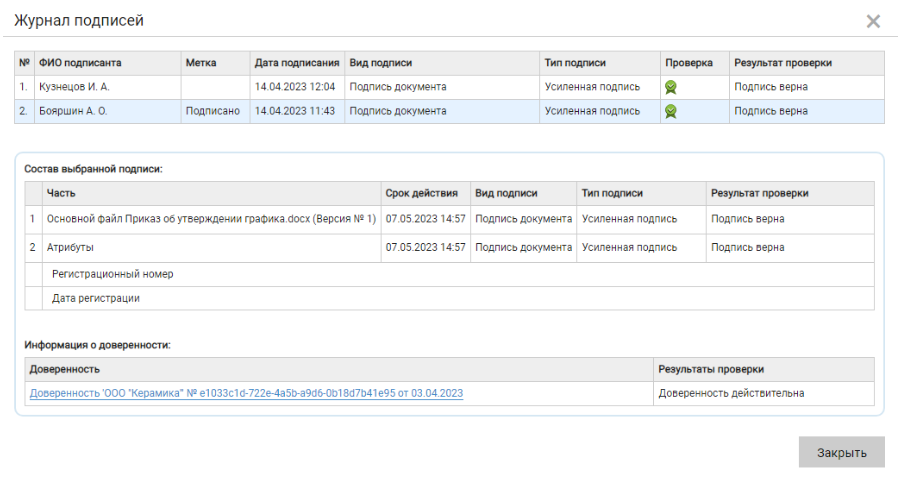 Журнал подписей
№ ФИО подписанта Метка Дата подписания Вид подписи Тип подписи Проверка Результат проверки
1. Кузнецов И. А. 14.04.2023 12:04 Подпись документа Усиленная подпись Подпись верна
2. Бояршин А. О. Подписано 14.04.2023 11:43 Подпись документа Усиленная подпись Подпись верна
Состав выбранной подписи:
Часть Срок действия Вид подписи Тип подписи Результат проверки
1 Основной файл Приказ об утверждении графика.docx (Версия № 1) 07.05.2023 14:57 Подпись документа Усиленная подпись Подпись верна
2 Атрибуты 07.05.2023 14:57 Подпись документа Усиленная подпись Подпись верна
Регистрационный номер
Дата регистрации
Информация о доверенности:
Доверенность Результаты проверки
Доверенность 'ООО "Керамика" № e1033c1d-722e-4a5b-a9d6-0b18d7b41e95 от 03.04.2023 Доверенность действительна
Закрыть